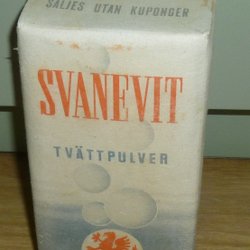 SÄLJES UTAN KUPONGER
SVANEVIT
TVÄTTPULVER